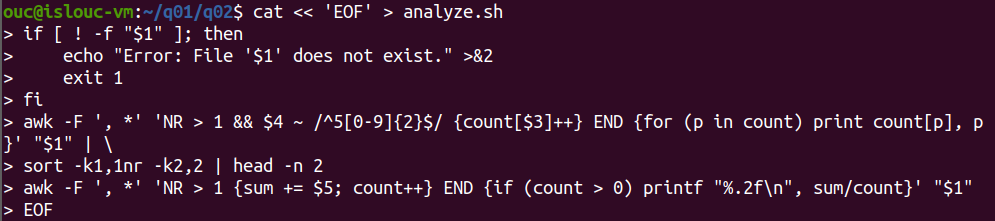 ouc@islouc-vm:~/q01/q02$ cat << 'EOF' > analyze.sh
> if [ ! -f "$1" ]; then
>     echo "Error: File '$1' does not exist." >&2
>     exit 1
> fi
> awk -F ', *' 'NR > 1 && $4 ~ /^5[0-9]{2}$/ {count[$3]++} END {for (p in count) print count[p], p
}' "$1" | \
> sort -k1,1nr -k2,2 | head -n 2
> awk -F ', *' 'NR > 1 {sum += $5; count++} END {if (count > 0) printf "%.2f\n", sum/count}' "$1"
> EOF